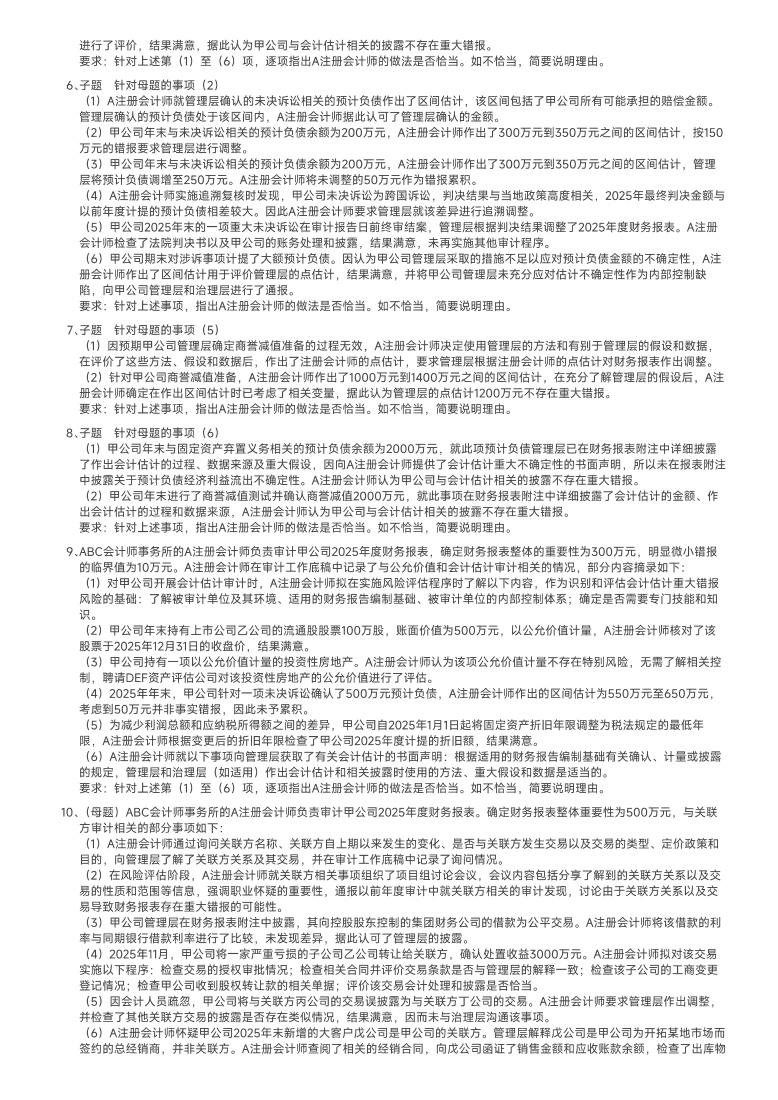 进行了评价，结果满意，据此认为甲公司与会计估计相关的披露不存在重大错报。
要求：针对上述第（1）至（6）项，逐项指出A注册会计师的做法是否恰当。如不恰当，简要说明理由。
6、子题　针对母题的事项（2）
（1）A注册会计师就管理层确认的未决诉讼相关的预计负债作出了区间估计，该区间包括了甲公司所有可能承担的赔偿金额。
管理层确认的预计负债处于该区间内，A注册会计师据此认可了管理层确认的金额。
（2）甲公司年末与未决诉讼相关的预计负债余额为200万元，A注册会计师作出了300万元到350万元之间的区间估计，按150
万元的错报要求管理层进行调整。
（3）甲公司年末与未决诉讼相关的预计负债余额为200万元，A注册会计师作出了300万元到350万元之间的区间估计，管理
层将预计负债调增至250万元。A注册会计师将未调整的50万元作为错报累积。
（4）A注册会计师实施追溯复核时发现，甲公司未决诉讼为跨国诉讼，判决结果与当地政策高度相关，2025年最终判决金额与
以前年度计提的预计负债相差较大。因此A注册会计师要求管理层就该差异进行追溯调整。
（5）甲公司2025年末的一项重大未决诉讼在审计报告日前终审结案，管理层根据判决结果调整了2025年度财务报表。A注册
会计师检查了法院判决书以及甲公司的账务处理和披露，结果满意，未再实施其他审计程序。
（6）甲公司期末对涉诉事项计提了大额预计负债。因认为甲公司管理层采取的措施不足以应对预计负债金额的不确定性，A注
册会计师作出了区间估计用于评价管理层的点估计，结果满意，并将甲公司管理层未充分应对估计不确定性作为内部控制缺
陷，向甲公司管理层和治理层进行了通报。
要求：针对上述事项，指出A注册会计师的做法是否恰当。如不恰当，简要说明理由。
7、子题　针对母题的事项（5）
（1）因预期甲公司管理层确定商誉减值准备的过程无效，A注册会计师决定使用管理层的方法和有别于管理层的假设和数据，
在评价了这些方法、假设和数据后，作出了注册会计师的点估计，要求管理层根据注册会计师的点估计对财务报表作出调整。
（2）针对甲公司商誉减值准备，A注册会计师作出了1000万元到1400万元之间的区间估计，在充分了解管理层的假设后，A注
册会计师确定在作出区间估计时已考虑了相关变量，据此认为管理层的点估计1200万元不存在重大错报。
要求：针对上述事项，指出A注册会计师的做法是否恰当。如不恰当，简要说明理由。
8、子题　针对母题的事项（6）
（1）甲公司年末与固定资产弃置义务相关的预计负债余额为2000万元，就此项预计负债管理层已在财务报表附注中详细披露
了作出会计估计的过程、数据来源及重大假设，因向A注册会计师提供了会计估计重大不确定性的书面声明，所以未在报表附注
中披露关于预计负债经济利益流出不确定性。A注册会计师认为甲公司与会计估计相关的披露不存在重大错报。
（2）甲公司年末进行了商誉减值测试并确认商誉减值2000万元，就此事项在财务报表附注中详细披露了会计估计的金额、作
出会计估计的过程和数据来源，A注册会计师认为甲公司与会计估计相关的披露不存在重大错报。
要求：针对上述事项，指出A注册会计师的做法是否恰当。如不恰当，简要说明理由。
9、ABC会计师事务所的A注册会计师负责审计甲公司2025年度财务报表，确定财务报表整体的重要性为300万元，明显微小错报
的临界值为10万元。A注册会计师在审计工作底稿中记录了与公允价值和会计估计审计相关的情况，部分内容摘录如下：
（1）对甲公司开展会计估计审计时，A注册会计师拟在实施风险评估程序时了解以下内容，作为识别和评估会计估计重大错报
风险的基础：了解被审计单位及其环境、适用的财务报告编制基础、被审计单位的内部控制体系；确定是否需要专门技能和知
识。
（2）甲公司年末持有上市公司乙公司的流通股股票100万股，账面价值为500万元，以公允价值计量，A注册会计师核对了该
股票于2025年12月31日的收盘价，结果满意。
（3）甲公司持有一项以公允价值计量的投资性房地产。A注册会计师认为该项公允价值计量不存在特别风险，无需了解相关控
制，聘请DEF资产评估公司对该投资性房地产的公允价值进行了评估。
（4）2025年年末，甲公司针对一项未决诉讼确认了500万元预计负债，A注册会计师作出的区间估计为550万元至650万元，
考虑到50万元并非事实错报，因此未予累积。
（5）为减少利润总额和应纳税所得额之间的差异，甲公司自2025年1月1日起将固定资产折旧年限调整为税法规定的最低年
限，A注册会计师根据变更后的折旧年限检查了甲公司2025年度计提的折旧额，结果满意。
（6）A注册会计师就以下事项向管理层获取了有关会计估计的书面声明：根据适用的财务报告编制基础有关确认、计量或披露
的规定，管理层和治理层（如适用）作出会计估计和相关披露时使用的方法、重大假设和数据是适当的。
要求：针对上述第（1）至（6）项，逐项指出A注册会计师的做法是否恰当。如不恰当，简要说明理由。
10、（母题）ABC会计师事务所的A注册会计师负责审计甲公司2025年度财务报表。确定财务报表整体重要性为500万元，与关联
方审计相关的部分事项如下：
（1）A注册会计师通过询问关联方名称、关联方自上期以来发生的变化、是否与关联方发生交易以及交易的类型、定价政策和
目的，向管理层了解了关联方关系及其交易，并在审计工作底稿中记录了询问情况。
（2）在风险评估阶段，A注册会计师就关联方相关事项组织了项目组讨论会议，会议内容包括分享了解到的关联方关系以及交
易的性质和范围等信息，强调职业怀疑的重要性，通报以前年度审计中就关联方相关的审计发现，讨论由于关联方关系以及交
易导致财务报表存在重大错报的可能性。
（3）甲公司管理层在财务报表附注中披露，其向控股股东控制的集团财务公司的借款为公平交易。A注册会计师将该借款的利
率与同期银行借款利率进行了比较，未发现差异，据此认可了管理层的披露。
（4）2025年11月，甲公司将一家严重亏损的子公司乙公司转让给关联方，确认处置收益3000万元。A注册会计师拟对该交易
实施以下程序：检查交易的授权审批情况；检查相关合同并评价交易条款是否与管理层的解释一致；检查该子公司的工商变更
登记情况；检查甲公司收到股权转让款的相关单据；评价该交易会计处理和披露是否恰当。
（5）因会计人员疏忽，甲公司将与关联方丙公司的交易误披露为与关联方丁公司的交易。A注册会计师要求管理层作出调整，
并检查了其他关联方交易的披露是否存在类似情况，结果满意，因而未与治理层沟通该事项。
（6）A注册会计师怀疑甲公司2025年末新增的大客户戊公司是甲公司的关联方。管理层解释戊公司是甲公司为开拓某地市场而
签约的总经销商，并非关联方。A注册会计师查阅了相关的经销合同，向戊公司函证了销售金额和应收账款余额，检查了出库物